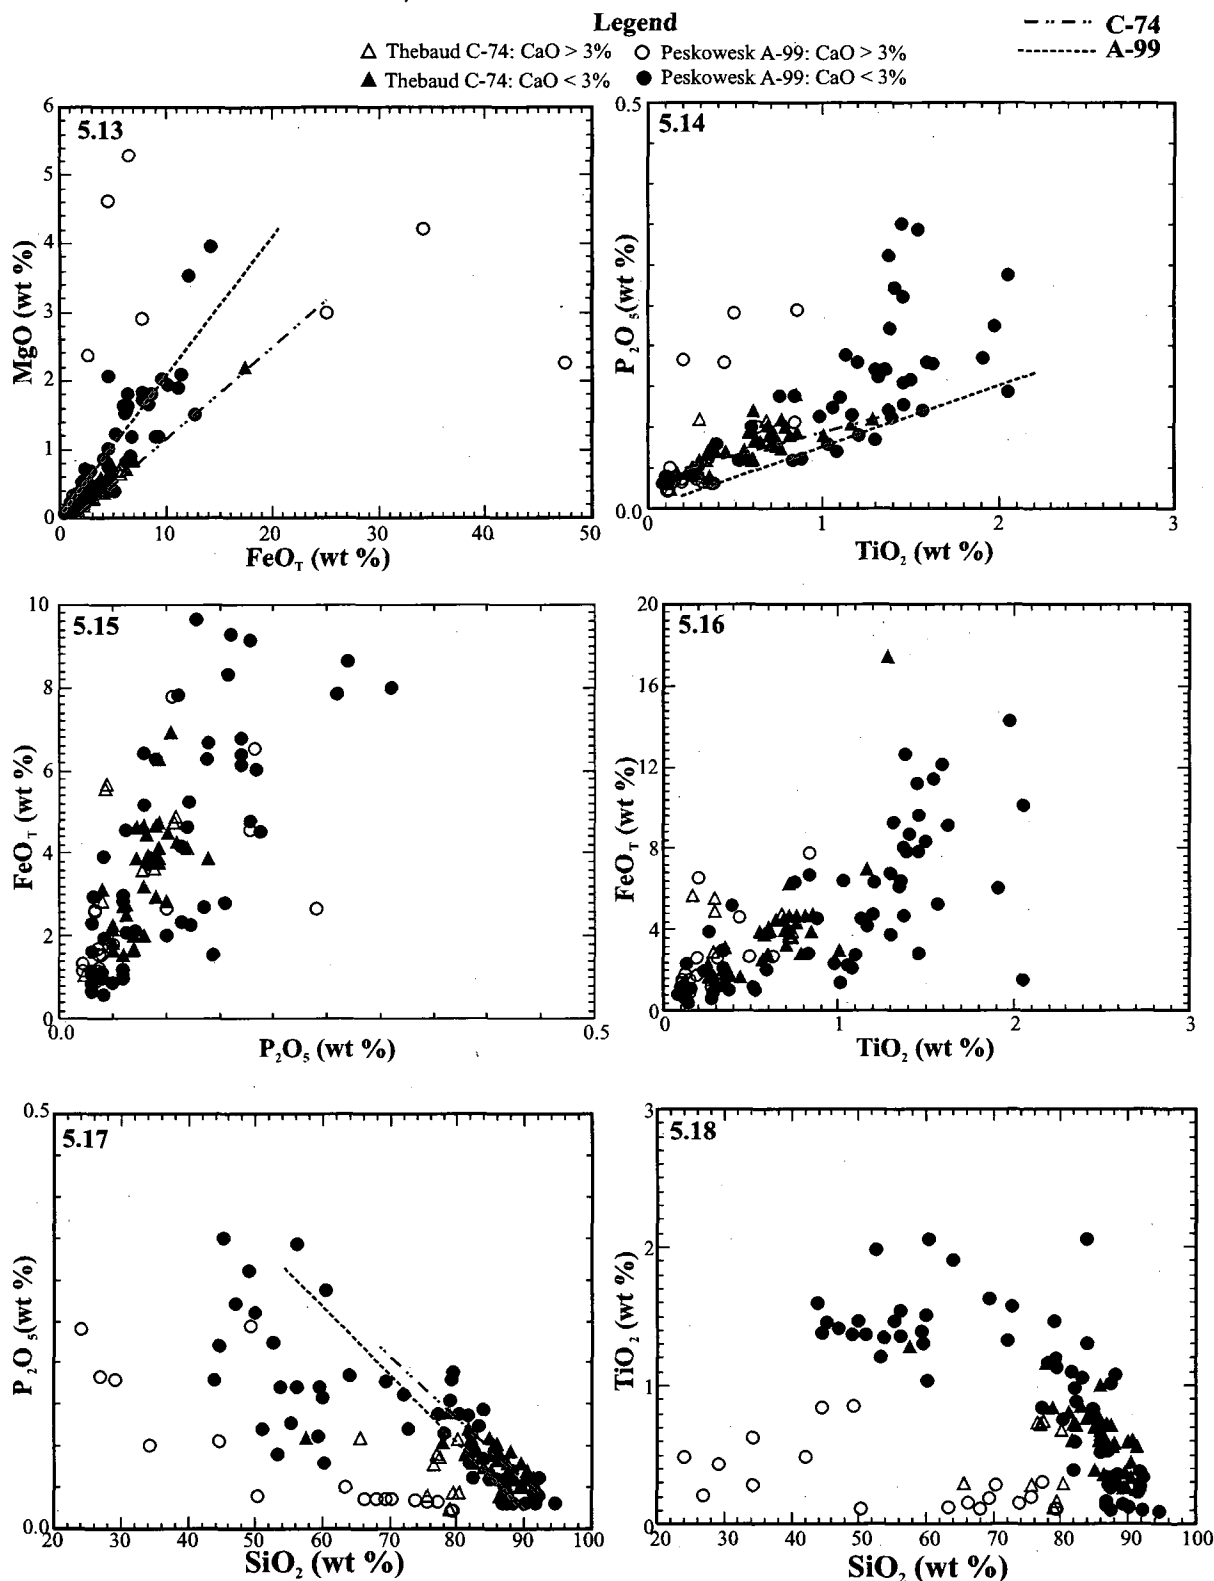 Legend
△ Thebaud C-74: CaO > 3% ○ Peskowesk A-99: CaO > 3%
▲ Thebaud C-74: CaO < 3% ● Peskowesk A-99: CaO < 3%
C-74
A-99
5.13
6
5
4
3
2
1
0
MgO (wt %)
0 10 20 30 40 50
FeO_T (wt %)
5.14
0.5
0.0
P₂O₅ (wt %)
0 1 2 3
TiO₂ (wt %)
5.15
10
8
6
4
2
0
FeO_T (wt %)
0.0 0.5
P₂O₅ (wt %)
5.16
20
16
12
8
4
0
FeO_T (wt %)
0 1 2 3
TiO₂ (wt %)
5.17
0.5
0.0
P₂O₅ (wt %)
20 30 40 50 60 70 80 90 100
SiO₂ (wt %)
5.18
3
2
1
0
TiO₂ (wt %)
20 30 40 50 60 70 80 90 100
SiO₂ (wt %)